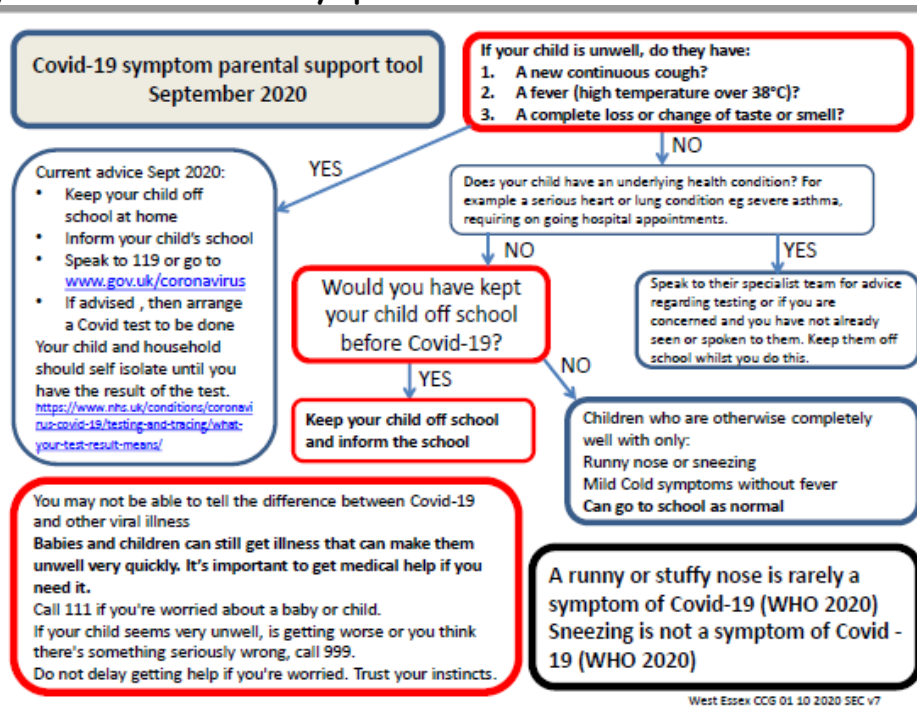 Covid-19 symptom parental support tool
September 2020
If your child is unwell, do they have:
1. A new continuous cough?
2. A fever (high temperature over 38°C)?
3. A complete loss or change of taste or smell?
YES
NO
Current advice Sept 2020:
• Keep your child off
school at home
• Inform your child's school
• Speak to 119 or go to
www.gov.uk/coronavirus
• If advised , then arrange
a Covid test to be done
Your child and household
should self isolate until you
have the result of the test.
https://www.nhs.uk/conditions/coronavi
rus-covid-19/testing-and-tracing/what-
your-test-result-means/
Does your child have an underlying health condition? For
example a serious heart or lung condition eg severe asthma,
requiring on going hospital appointments.
NO
YES
Would you have kept
your child off school
before Covid-19?
Speak to their specialist team for advice
regarding testing or if you are
concerned and you have not already
seen or spoken to them. Keep them off
school whilst you do this.
YES
NO
Keep your child off school
and inform the school
Children who are otherwise completely
well with only:
Runny nose or sneezing
Mild Cold symptoms without fever
Can go to school as normal
You may not be able to tell the difference between Covid-19
and other viral illness
Babies and children can still get illness that can make them
unwell very quickly. It's important to get medical help if you
need it.
Call 111 if you're worried about a baby or child.
If your child seems very unwell, is getting worse or you think
there's something seriously wrong, call 999.
Do not delay getting help if you're worried. Trust your instincts.
A runny or stuffy nose is rarely a
symptom of Covid-19 (WHO 2020)
Sneezing is not a symptom of Covid -
19 (WHO 2020)
West Essex CCG 01 10 2020 SEC v7